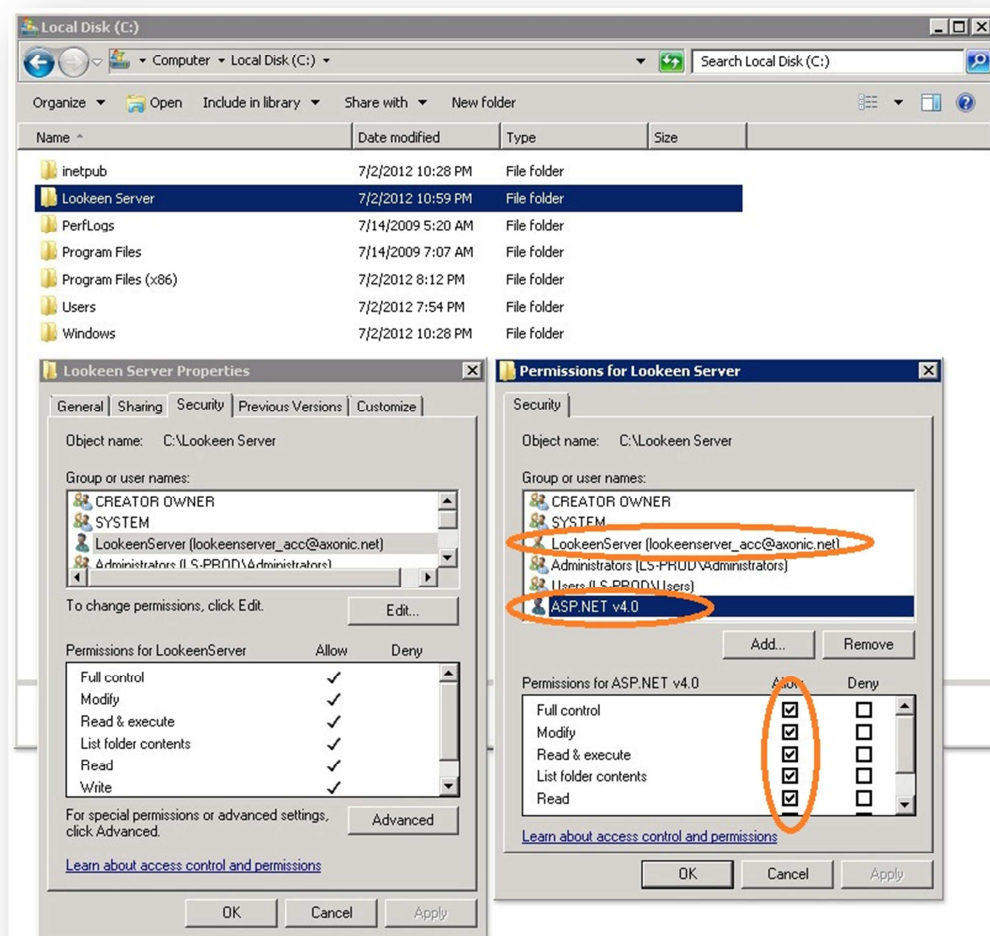 Local Disk (C:)
Computer Local Disk (C:) Search Local Disk (C:)
Organize Open Include in library Share with New folder
Name Date modified Type Size
inetpub 7/2/2012 10:28 PM File folder
Lookeen Server 7/2/2012 10:59 PM File folder
PerfLogs 7/14/2009 5:20 AM File folder
Program Files 7/14/2009 7:07 AM File folder
Program Files (x86) 7/2/2012 8:12 PM File folder
Users 7/2/2012 7:54 PM File folder
Windows 7/2/2012 10:28 PM File folder
Lookeen Server Properties
General Sharing Security Previous Versions Customize
Object name: C:\Lookeen Server
Group or user names:
CREATOR OWNER
SYSTEM
LookeenServer (lookeenserver_acc@axonic.net)
Administrators (LS-PROD\Administrators)
To change permissions, click Edit. Edit...
Permissions for LookeenServer Allow Deny
Full control
Modify
Read & execute
List folder contents
Read
Write
For special permissions or advanced settings,
click Advanced. Advanced
Learn about access control and permissions
OK Cancel Apply
Permissions for Lookeen Server
Security
Object name: C:\Lookeen Server
Group or user names:
CREATOR OWNER
SYSTEM
LookeenServer (lookeenserver_acc@axonic.net)
Administrators (LS-PROD\Administrators)
Users (LS-PROD\Users)
ASP.NET v4.0
Add... Remove
Permissions for ASP.NET v4.0 Allow Deny
Full control
Modify
Read & execute
List folder contents
Read
Learn about access control and permissions
OK Cancel Apply